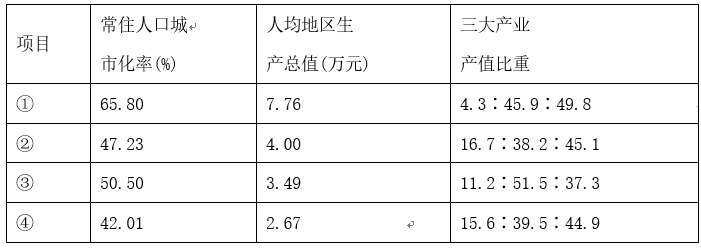 项目
常住人口城
市化率(%)
人均地区生
产总值(万元)
三大产业
产值比重
① 65.80 7.76 4.3∶45.9∶49.8
② 47.23 4.00 16.7∶38.2∶45.1
③ 50.50 3.49 11.2∶51.5∶37.3
④ 42.01 2.67 15.6∶39.5∶44.9